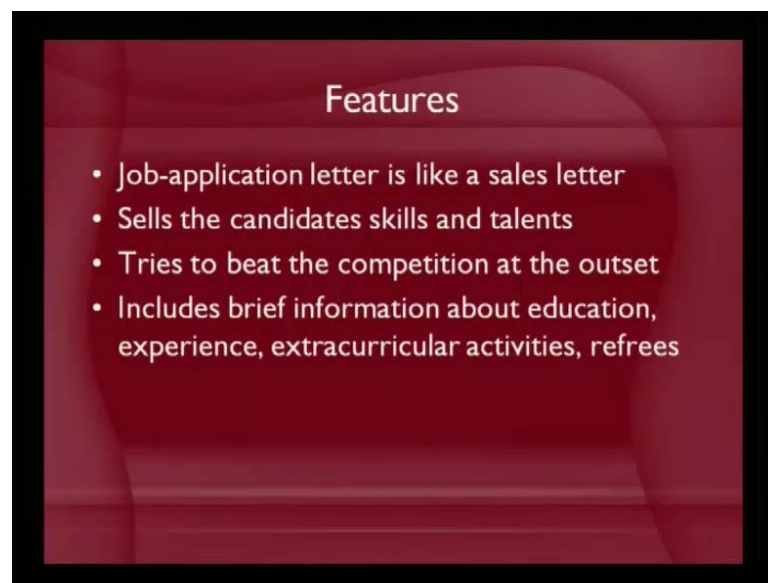 Features
• Job-application letter is like a sales letter
• Sells the candidates skills and talents
• Tries to beat the competition at the outset
• Includes brief information about education,
experience, extracurricular activities, refrees